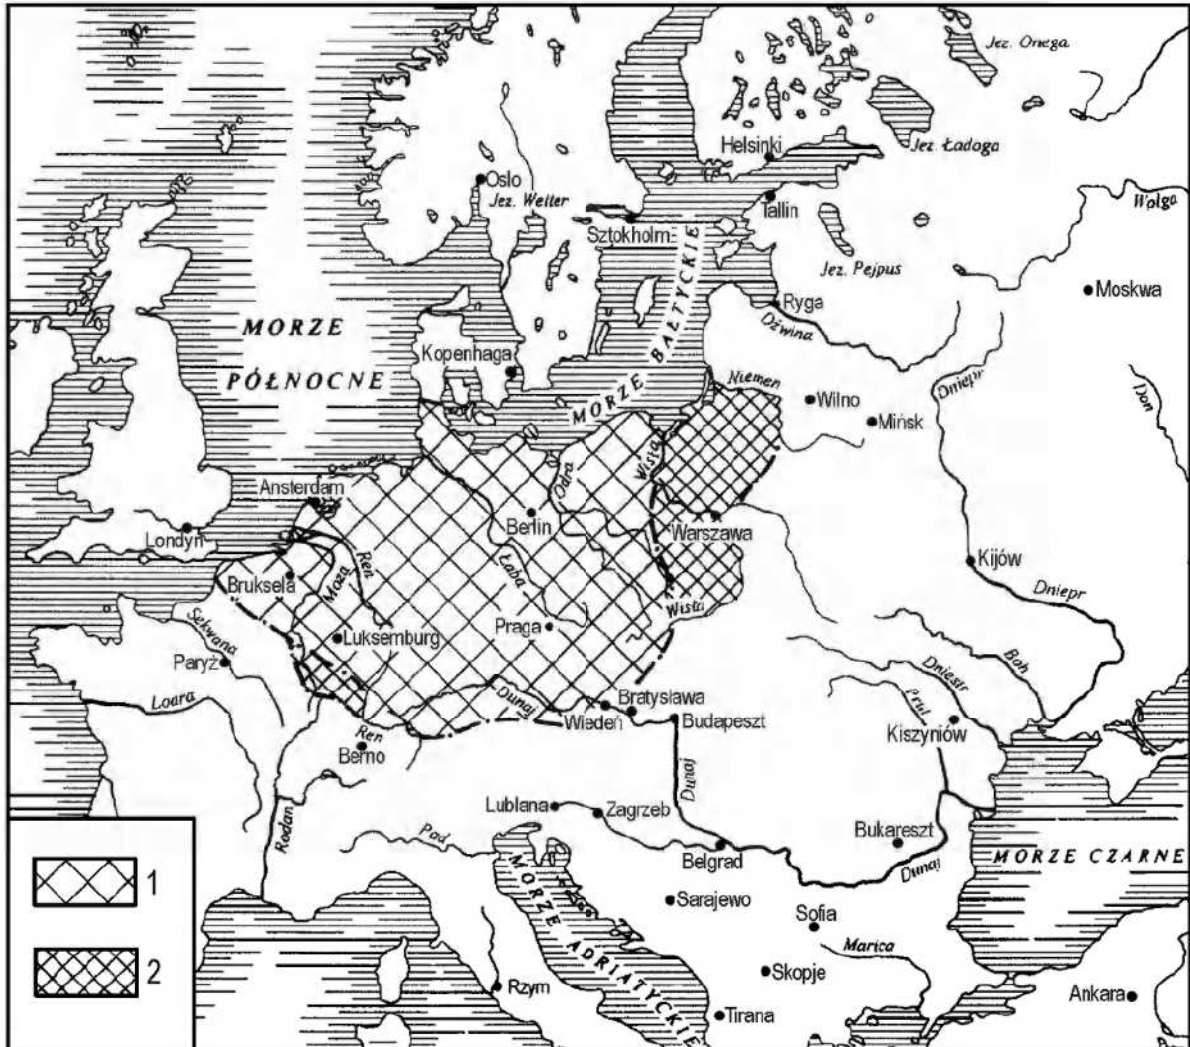 Jez. Onega
Helsinki
Jez. Ładoga
Oslo
Jez. Wetter
Tallin
Wołga
Sztokholm
Jez. Pejpus
Moskwa
Ryga
Dźwina
MORZE
PÓŁNOCNE
Kopenhaga
MORZE BAŁTYCKIE
Niemen
Dniepr
Don
Wilno
Mińsk
Wisła
Odra
Ansterdam
Berlin
Londyn
Warszawa
Ren
Łaba
Kijów
Bruksela
Moza
Dniepr
Wisła
Sekwana
Luksemburg
Praga
Boh
Paryż
Dniestr
Loara
Dunaj
Bratysława
Prut
Wiedeń
Budapeszt
Kiszyniów
Ren
Berno
Dunaj
Lublana
Zagrzeb
Rodan
Pad
Bukareszt
Belgrad
Dunaj
MORZE CZARNE
1
MORZE ADRIATYCKIE
Sarajewo
Sofia
Marica
2
Skopje
Rzym
Ankara
Tirana